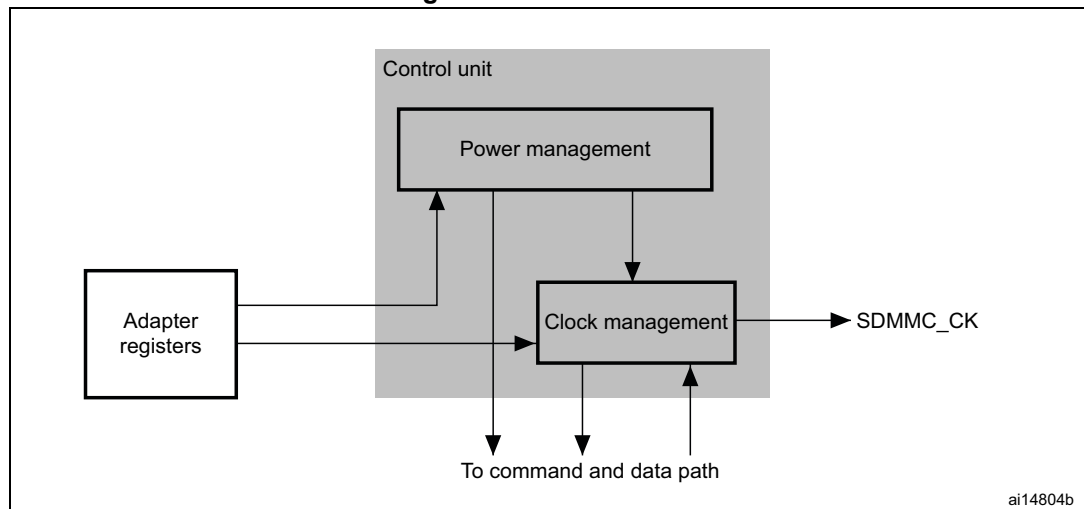 Control unit
Power management
Adapter
registers
Clock management
SDMMC_CK
To command and data path
ai14804b